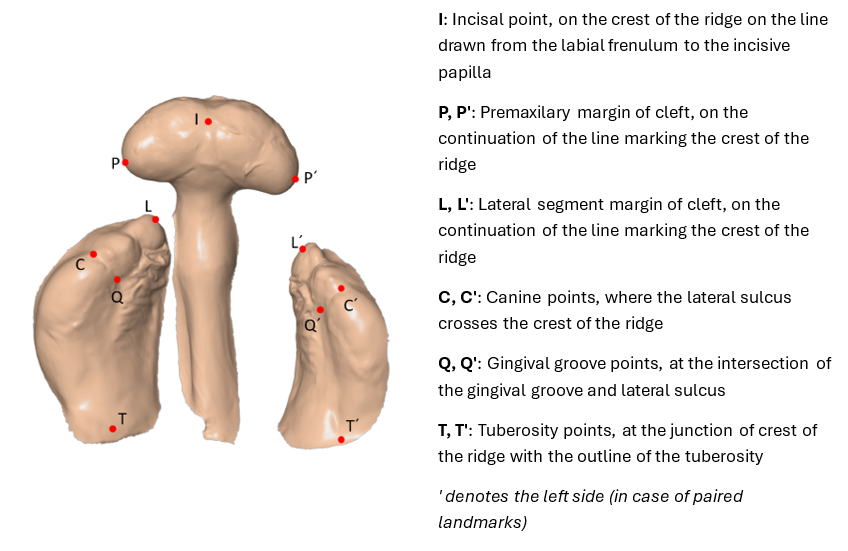 I
P
P´
L
L´
C
Q
C´
Q´
T
T´
I: Incisal point, on the crest of the ridge on the line
drawn from the labial frenulum to the incisive
papilla
P, P': Premaxilary margin of cleft, on the
continuation of the line marking the crest of the
ridge
L, L': Lateral segment margin of cleft, on the
continuation of the line marking the crest of the
ridge
C, C': Canine points, where the lateral sulcus
crosses the crest of the ridge
Q, Q': Gingival groove points, at the intersection of
the gingival groove and lateral sulcus
T, T': Tuberosity points, at the junction of crest of
the ridge with the outline of the tuberosity
' denotes the left side (in case of paired
landmarks)